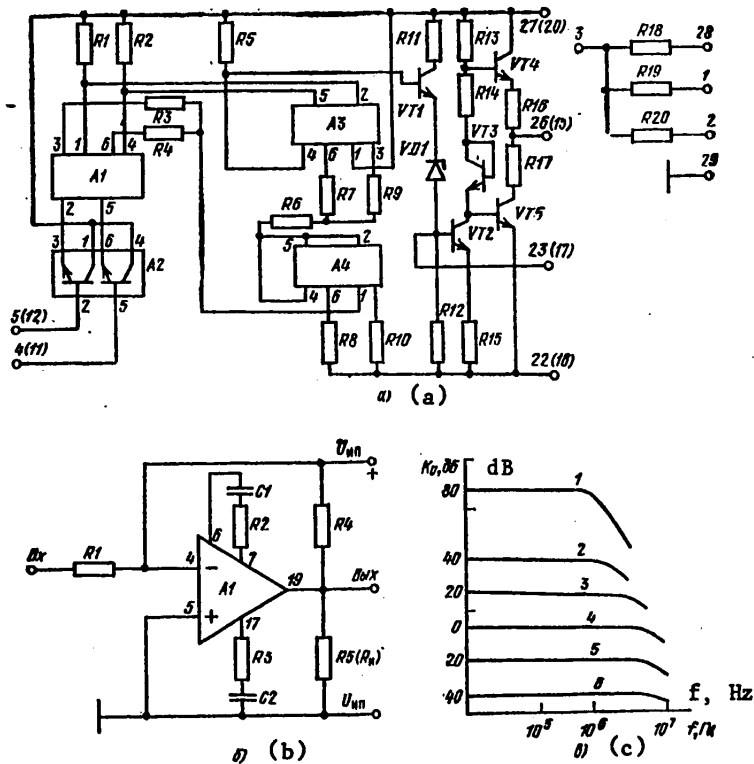 27(20)
R1 R2 R5 R11 R13 VT4 3 R18 28
R14 R19 1
VT1 R16 R20 2
R3 5 2 VT3 26(15)
3 1 6 4 R4 A3 29
A1 4 6 1 3 VD1 R17
2 5 R7 R9 VT5
R6 VT2
3 1 6 4 A2 5 2
A4 23(17)
2 5 4 6 1
5(12) R8 R10 R12 R15
4(11) 22(16)
а) (a)
Uип
+
C1
R2 R4
6 7
Вх R1 4 − 19 Вых
A1
5 + 17
R3 R5(Rн)
C2
Uип
б) (b)
K0,дб dB
80 1
40 2
20 3
0 4
20 5
40 6
f, Hz
10⁵ 10⁶ 10⁷ f,Гц
в) (c)